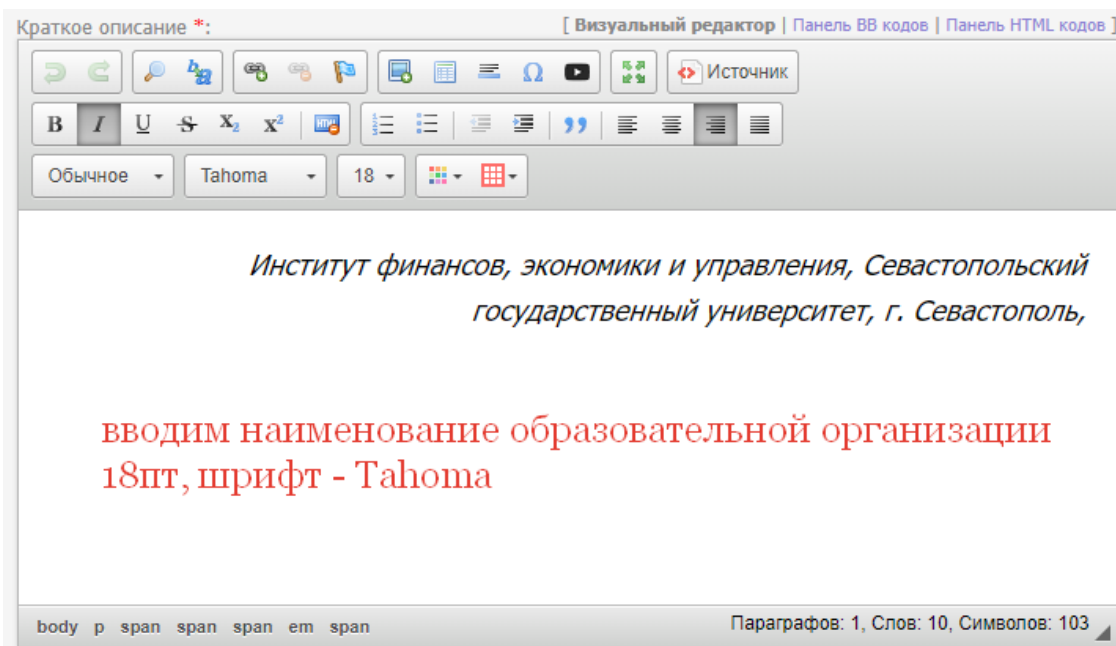 Краткое описание *:
[ Визуальный редактор | Панель BB кодов | Панель HTML кодов ]
Источник
B I U S X₂ X²
Обычное Tahoma 18
Институт финансов, экономики и управления, Севастопольский
государственный университет, г. Севастополь,
вводим наименование образовательной организации
18пт, шрифт - Tahoma
body p span span span em span
Параграфов: 1, Слов: 10, Символов: 103